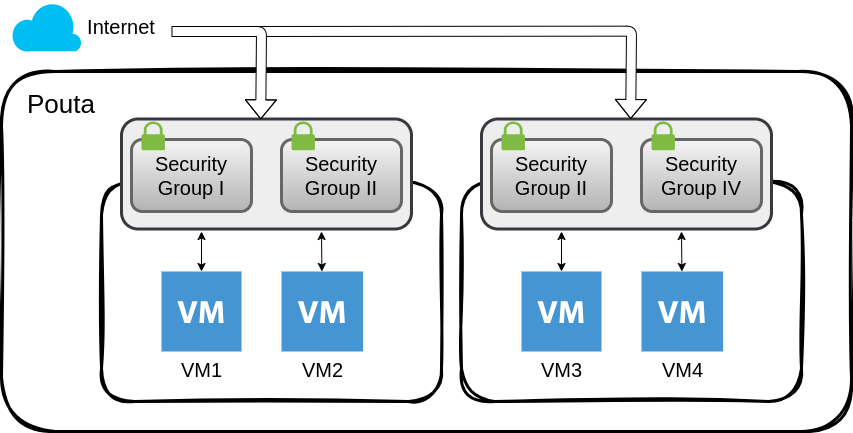 Internet
Pouta
Security
Group I
Security
Group II
Security
Group II
Security
Group IV
VM
VM
VM
VM
VM1
VM2
VM3
VM4